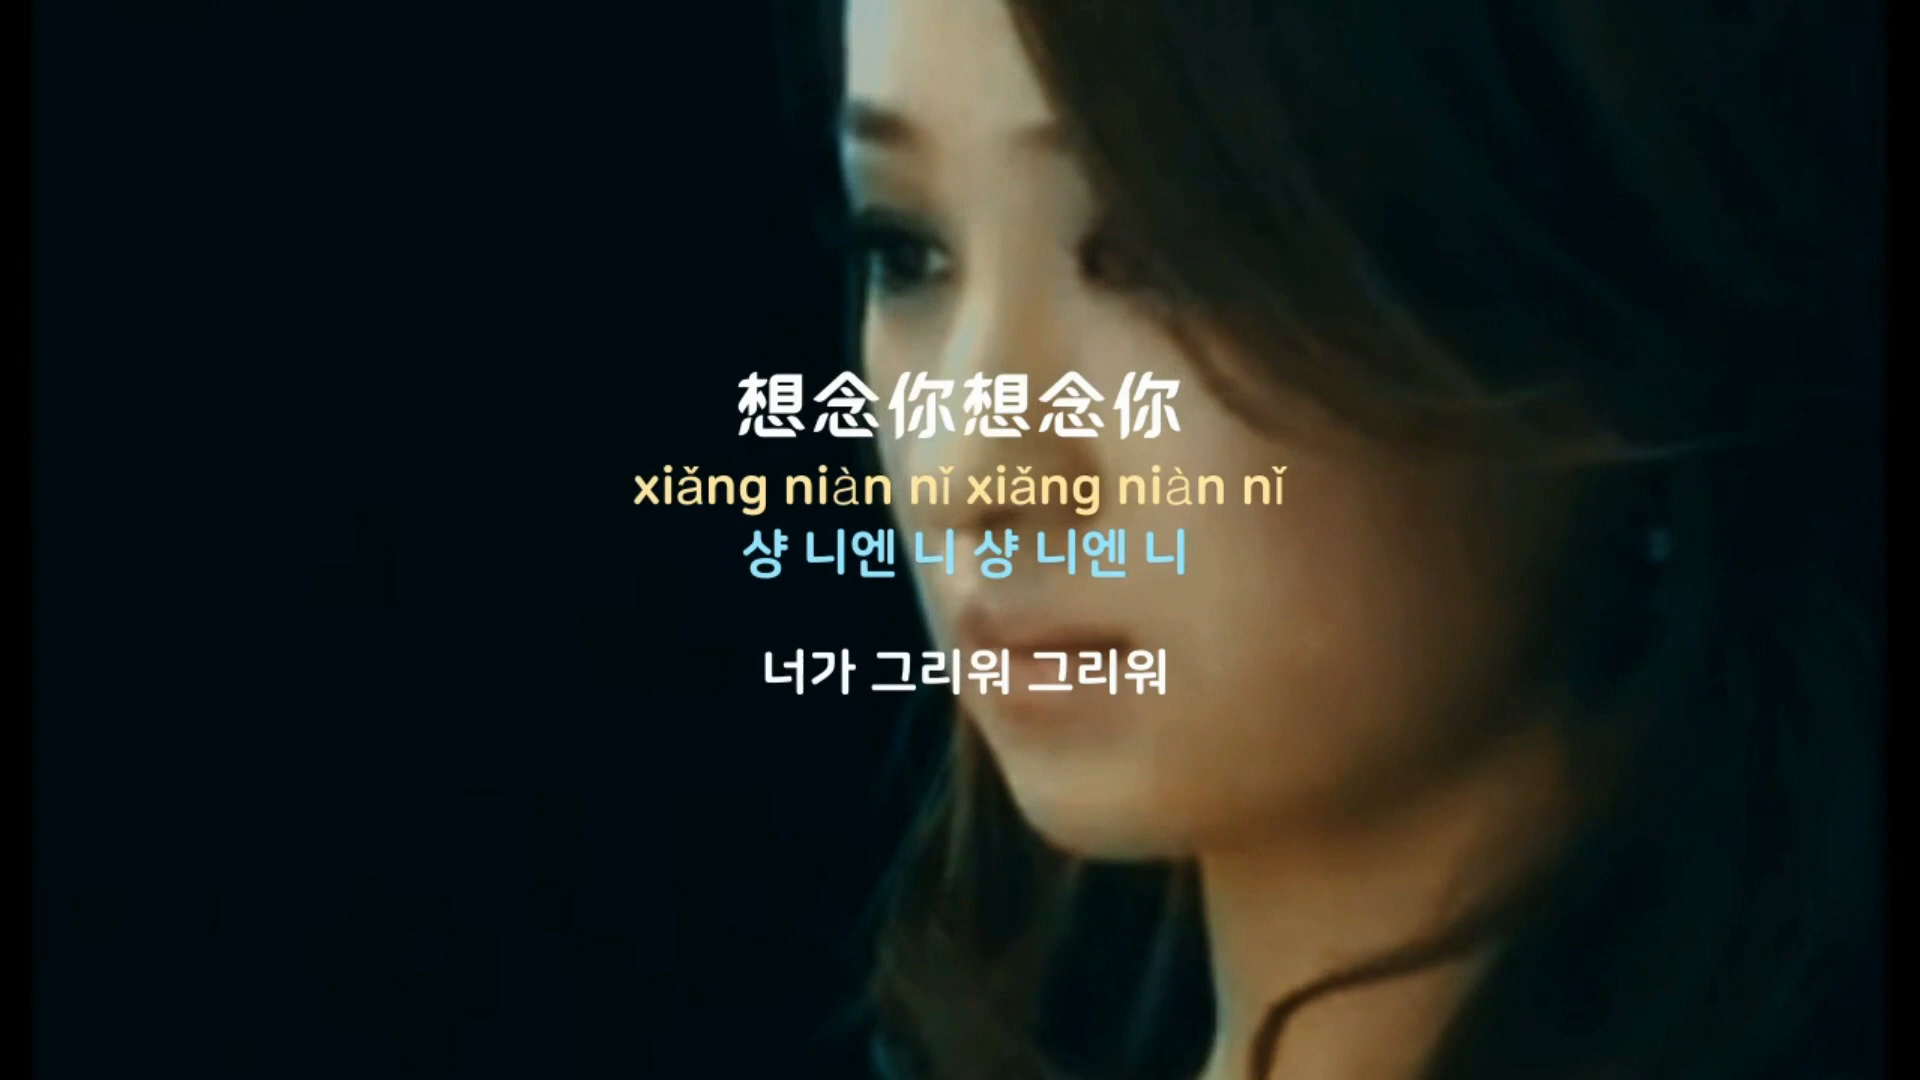 想念你想念你
xiǎng niàn nǐ xiǎng niàn nǐ
샹 니엔 니 샹 니엔 니
너가 그리워 그리워